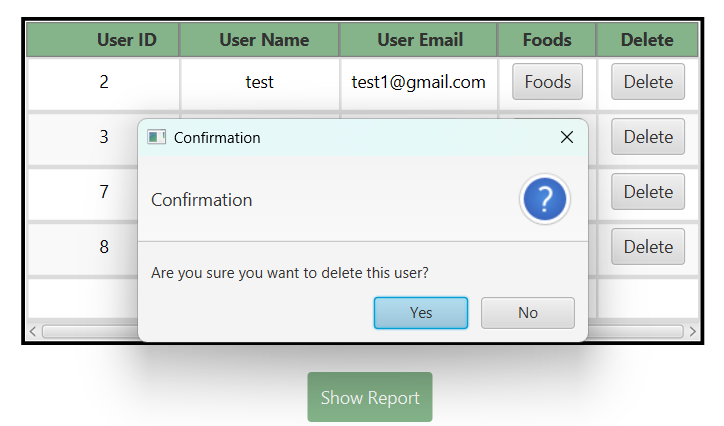 User ID User Name User Email Foods Delete
2 test test1@gmail.com Foods Delete
3 Delete
Confirmation
7 Delete
Confirmation
8 Delete
Are you sure you want to delete this user?
Yes No
Show Report